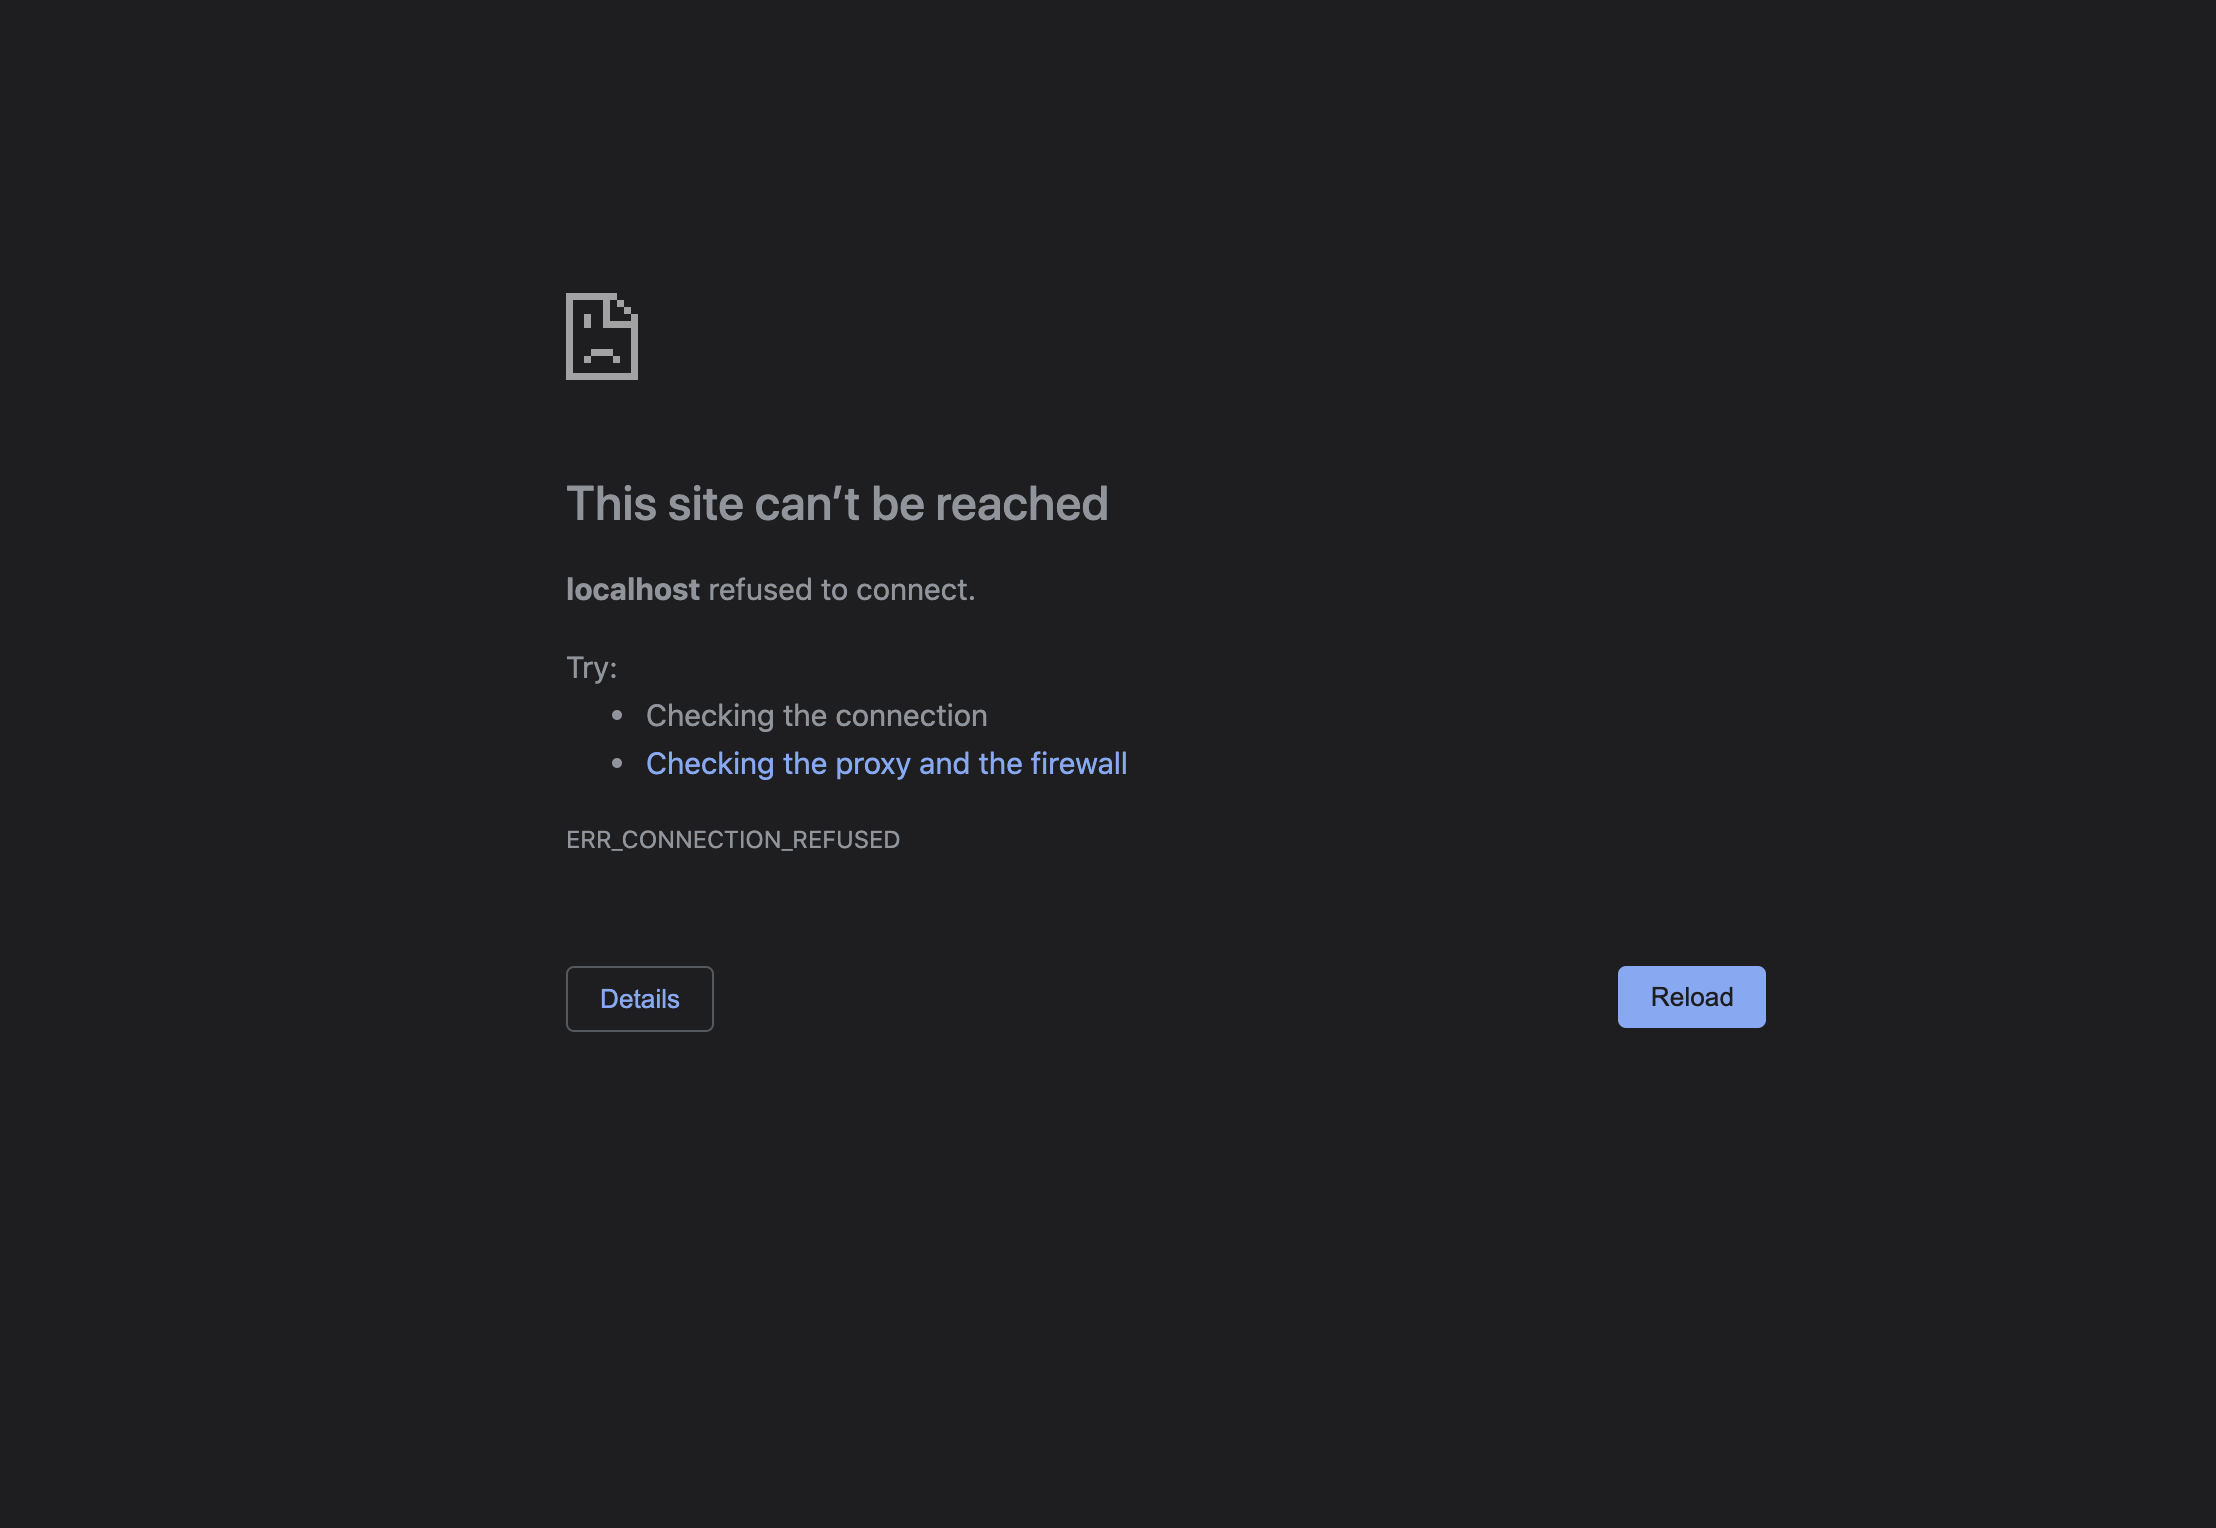 This site can’t be reached
localhost refused to connect.
Try:
Checking the connection
Checking the proxy and the firewall
ERR_CONNECTION_REFUSED
Details
Reload